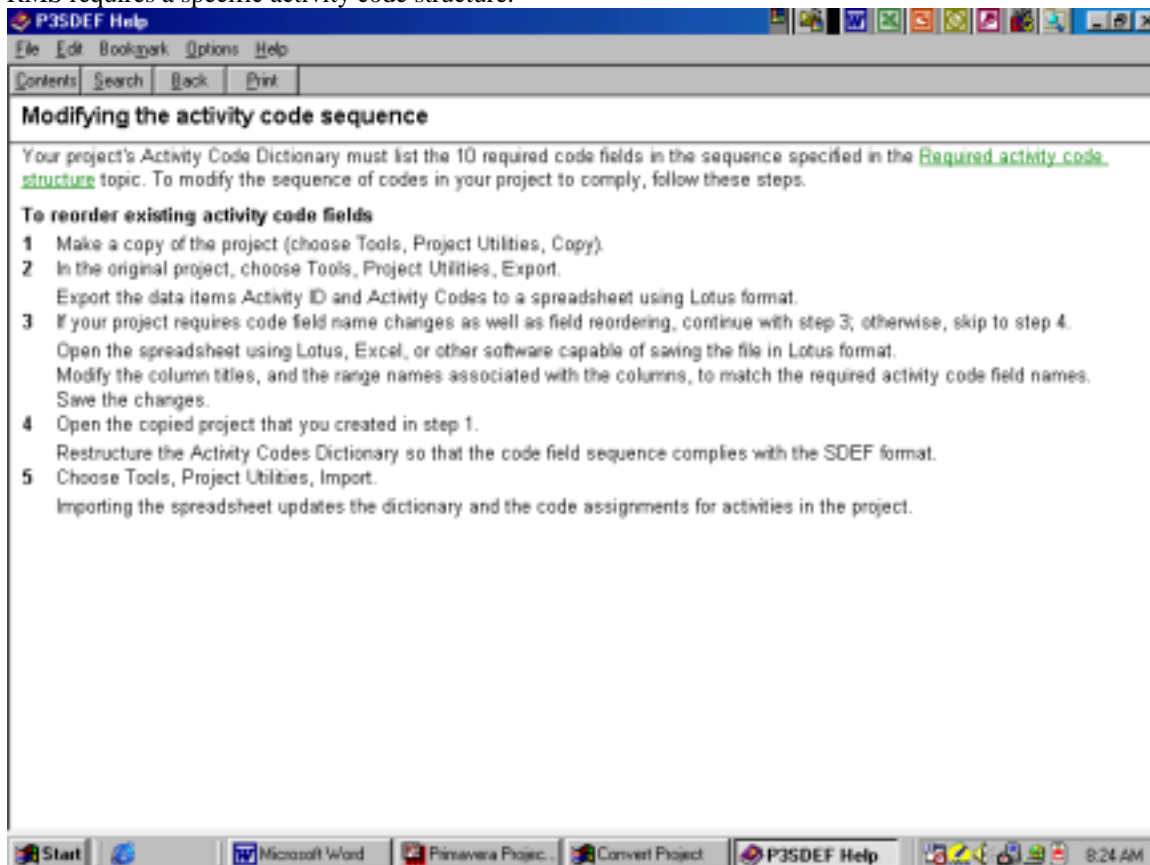 RMS requires a specific activity code structure.
P3SDEF Help
File Edit Bookmark Options Help
Contents Search Back Print
Modifying the activity code sequence
Your project's Activity Code Dictionary must list the 10 required code fields in the sequence specified in the Required activity code
structure topic. To modify the sequence of codes in your project to comply, follow these steps.
To reorder existing activity code fields
1 Make a copy of the project (choose Tools, Project Utilities, Copy).
2 In the original project, choose Tools, Project Utilities, Export.
Export the data items Activity ID and Activity Codes to a spreadsheet using Lotus format.
3 If your project requires code field name changes as well as field reordering, continue with step 3; otherwise, skip to step 4.
Open the spreadsheet using Lotus, Excel, or other software capable of saving the file in Lotus format.
Modify the column titles, and the range names associated with the columns, to match the required activity code field names.
Save the changes.
4 Open the copied project that you created in step 1.
Restructure the Activity Codes Dictionary so that the code field sequence complies with the SDEF format.
5 Choose Tools, Project Utilities, Import.
Importing the spreadsheet updates the dictionary and the code assignments for activities in the project.
Start Microsoft Word Primavera Projec... Convert Project P3SDEF Help 8:24 AM